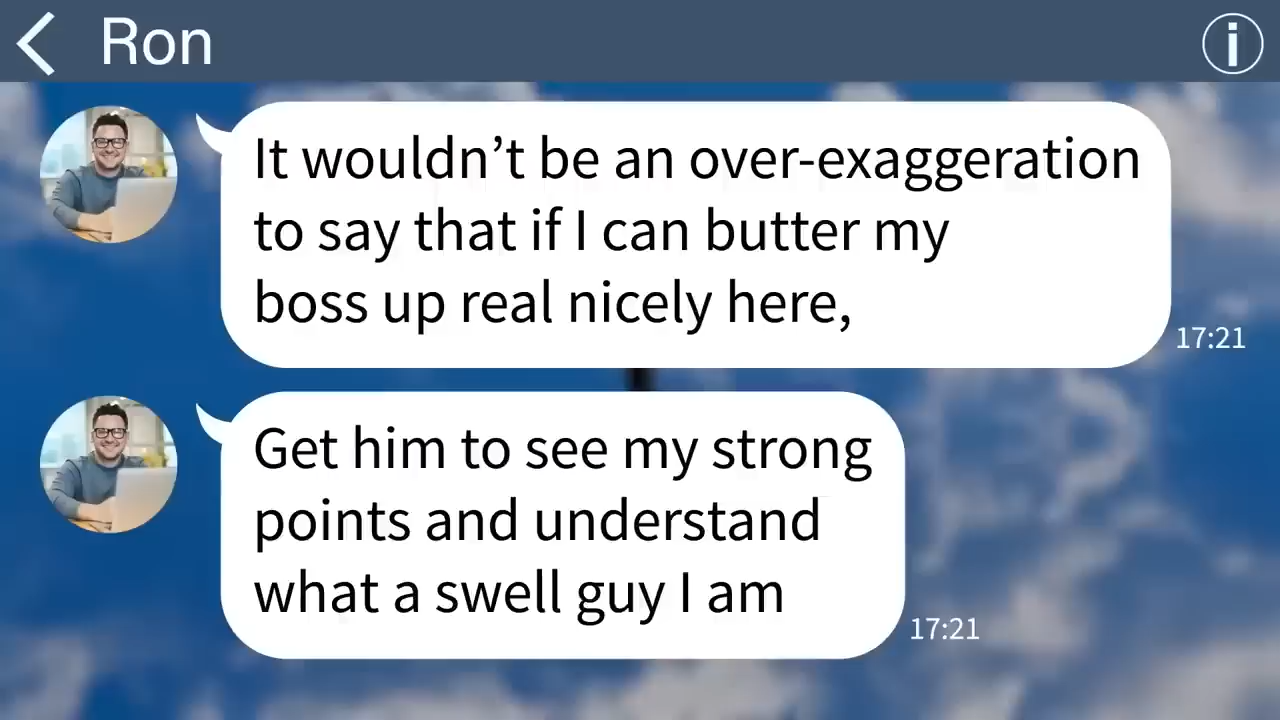 Ron
It wouldn’t be an over-exaggeration
to say that if I can butter my
boss up real nicely here,
17:21
Get him to see my strong
points and understand
what a swell guy I am
17:21